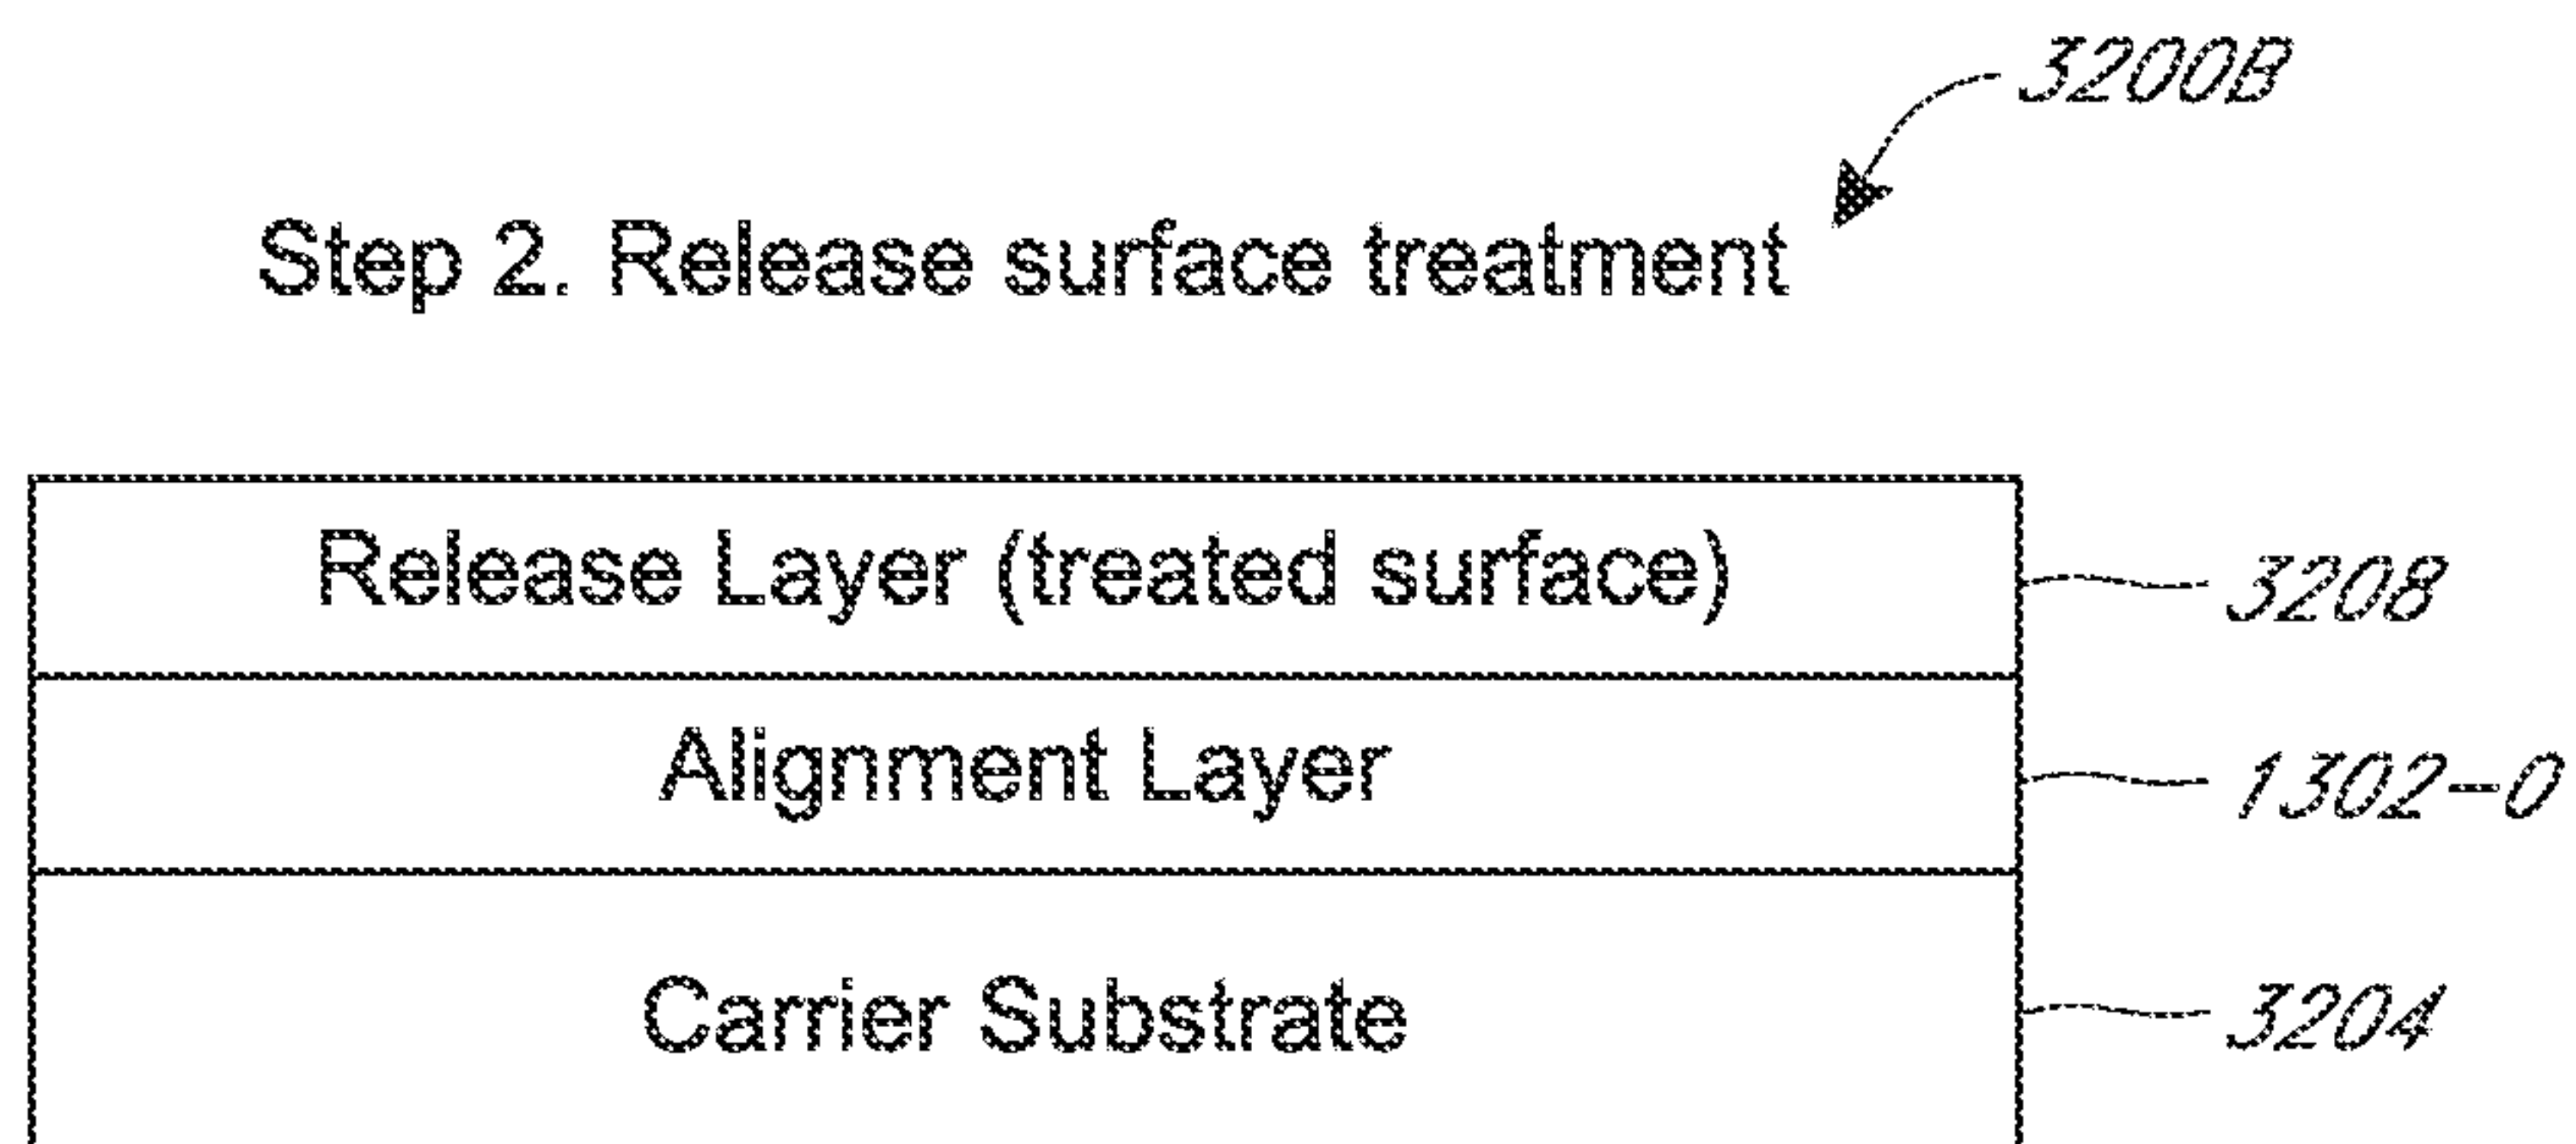 3200B
Step 2. Release surface treatment
Release Layer (treated surface)
3208
Alignment Layer
1302-0
Carrier Substrate
3204